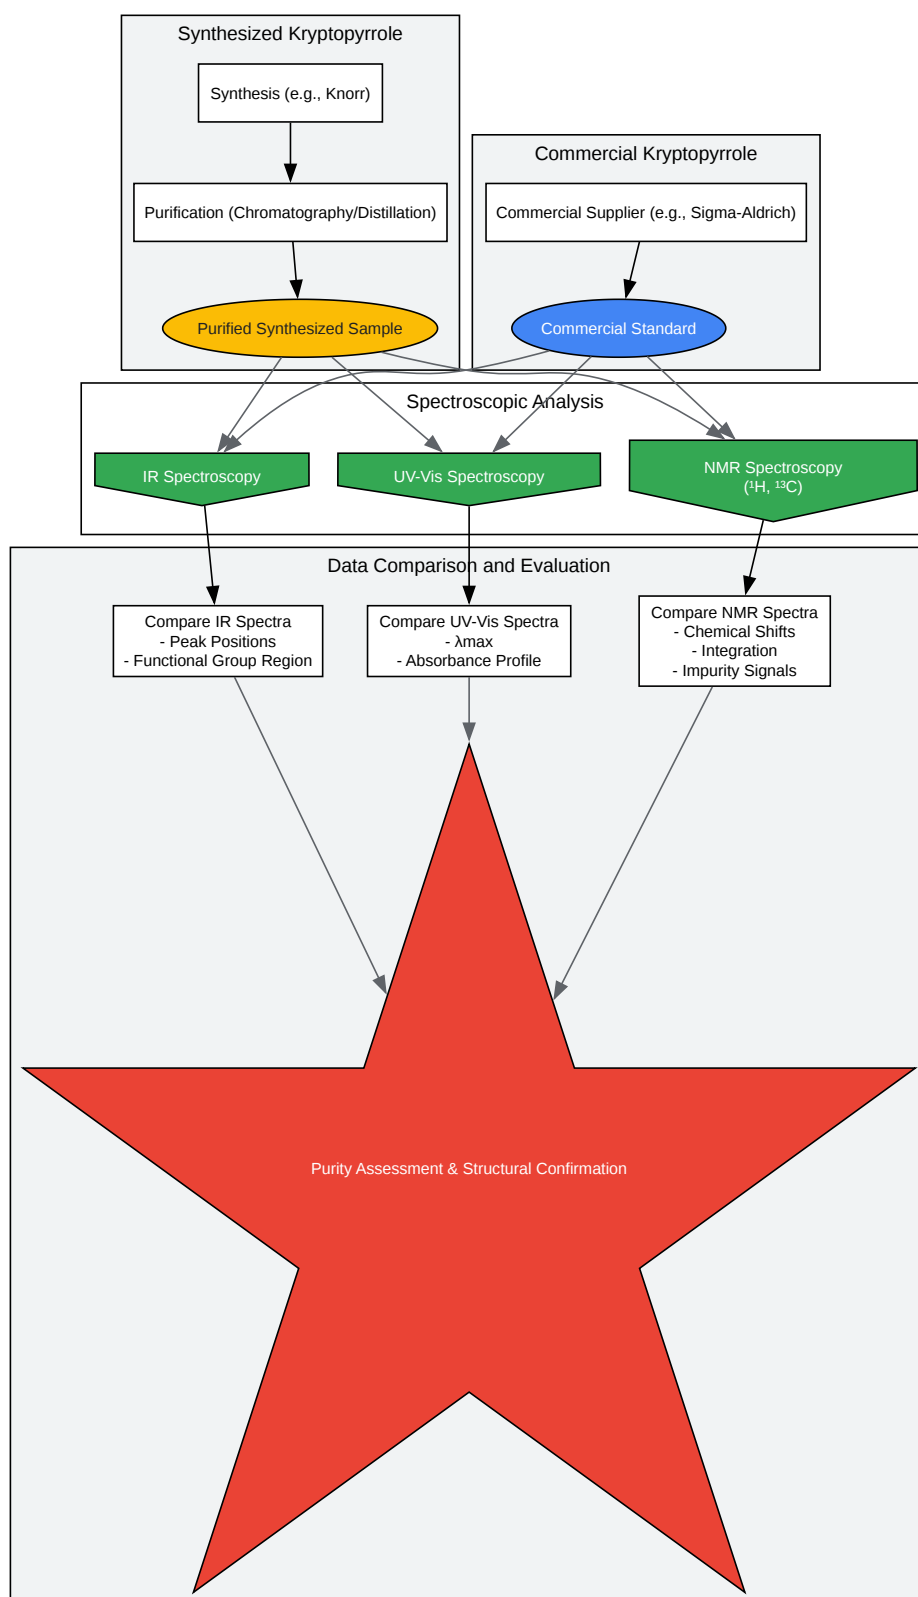 Synthesized Kryptopyrrole
Synthesis (e.g., Knorr)
Commercial Kryptopyrrole
Purification (Chromatography/Distillation)
Commercial Supplier (e.g., Sigma-Aldrich)
Purified Synthesized Sample
Commercial Standard
Spectroscopic Analysis
IR Spectroscopy
UV-Vis Spectroscopy
NMR Spectroscopy
(¹H, ¹³C)
Data Comparison and Evaluation
Compare IR Spectra
- Peak Positions
- Functional Group Region
Compare UV-Vis Spectra
- λmax
- Absorbance Profile
Compare NMR Spectra
- Chemical Shifts
- Integration
- Impurity Signals
Purity Assessment & Structural Confirmation